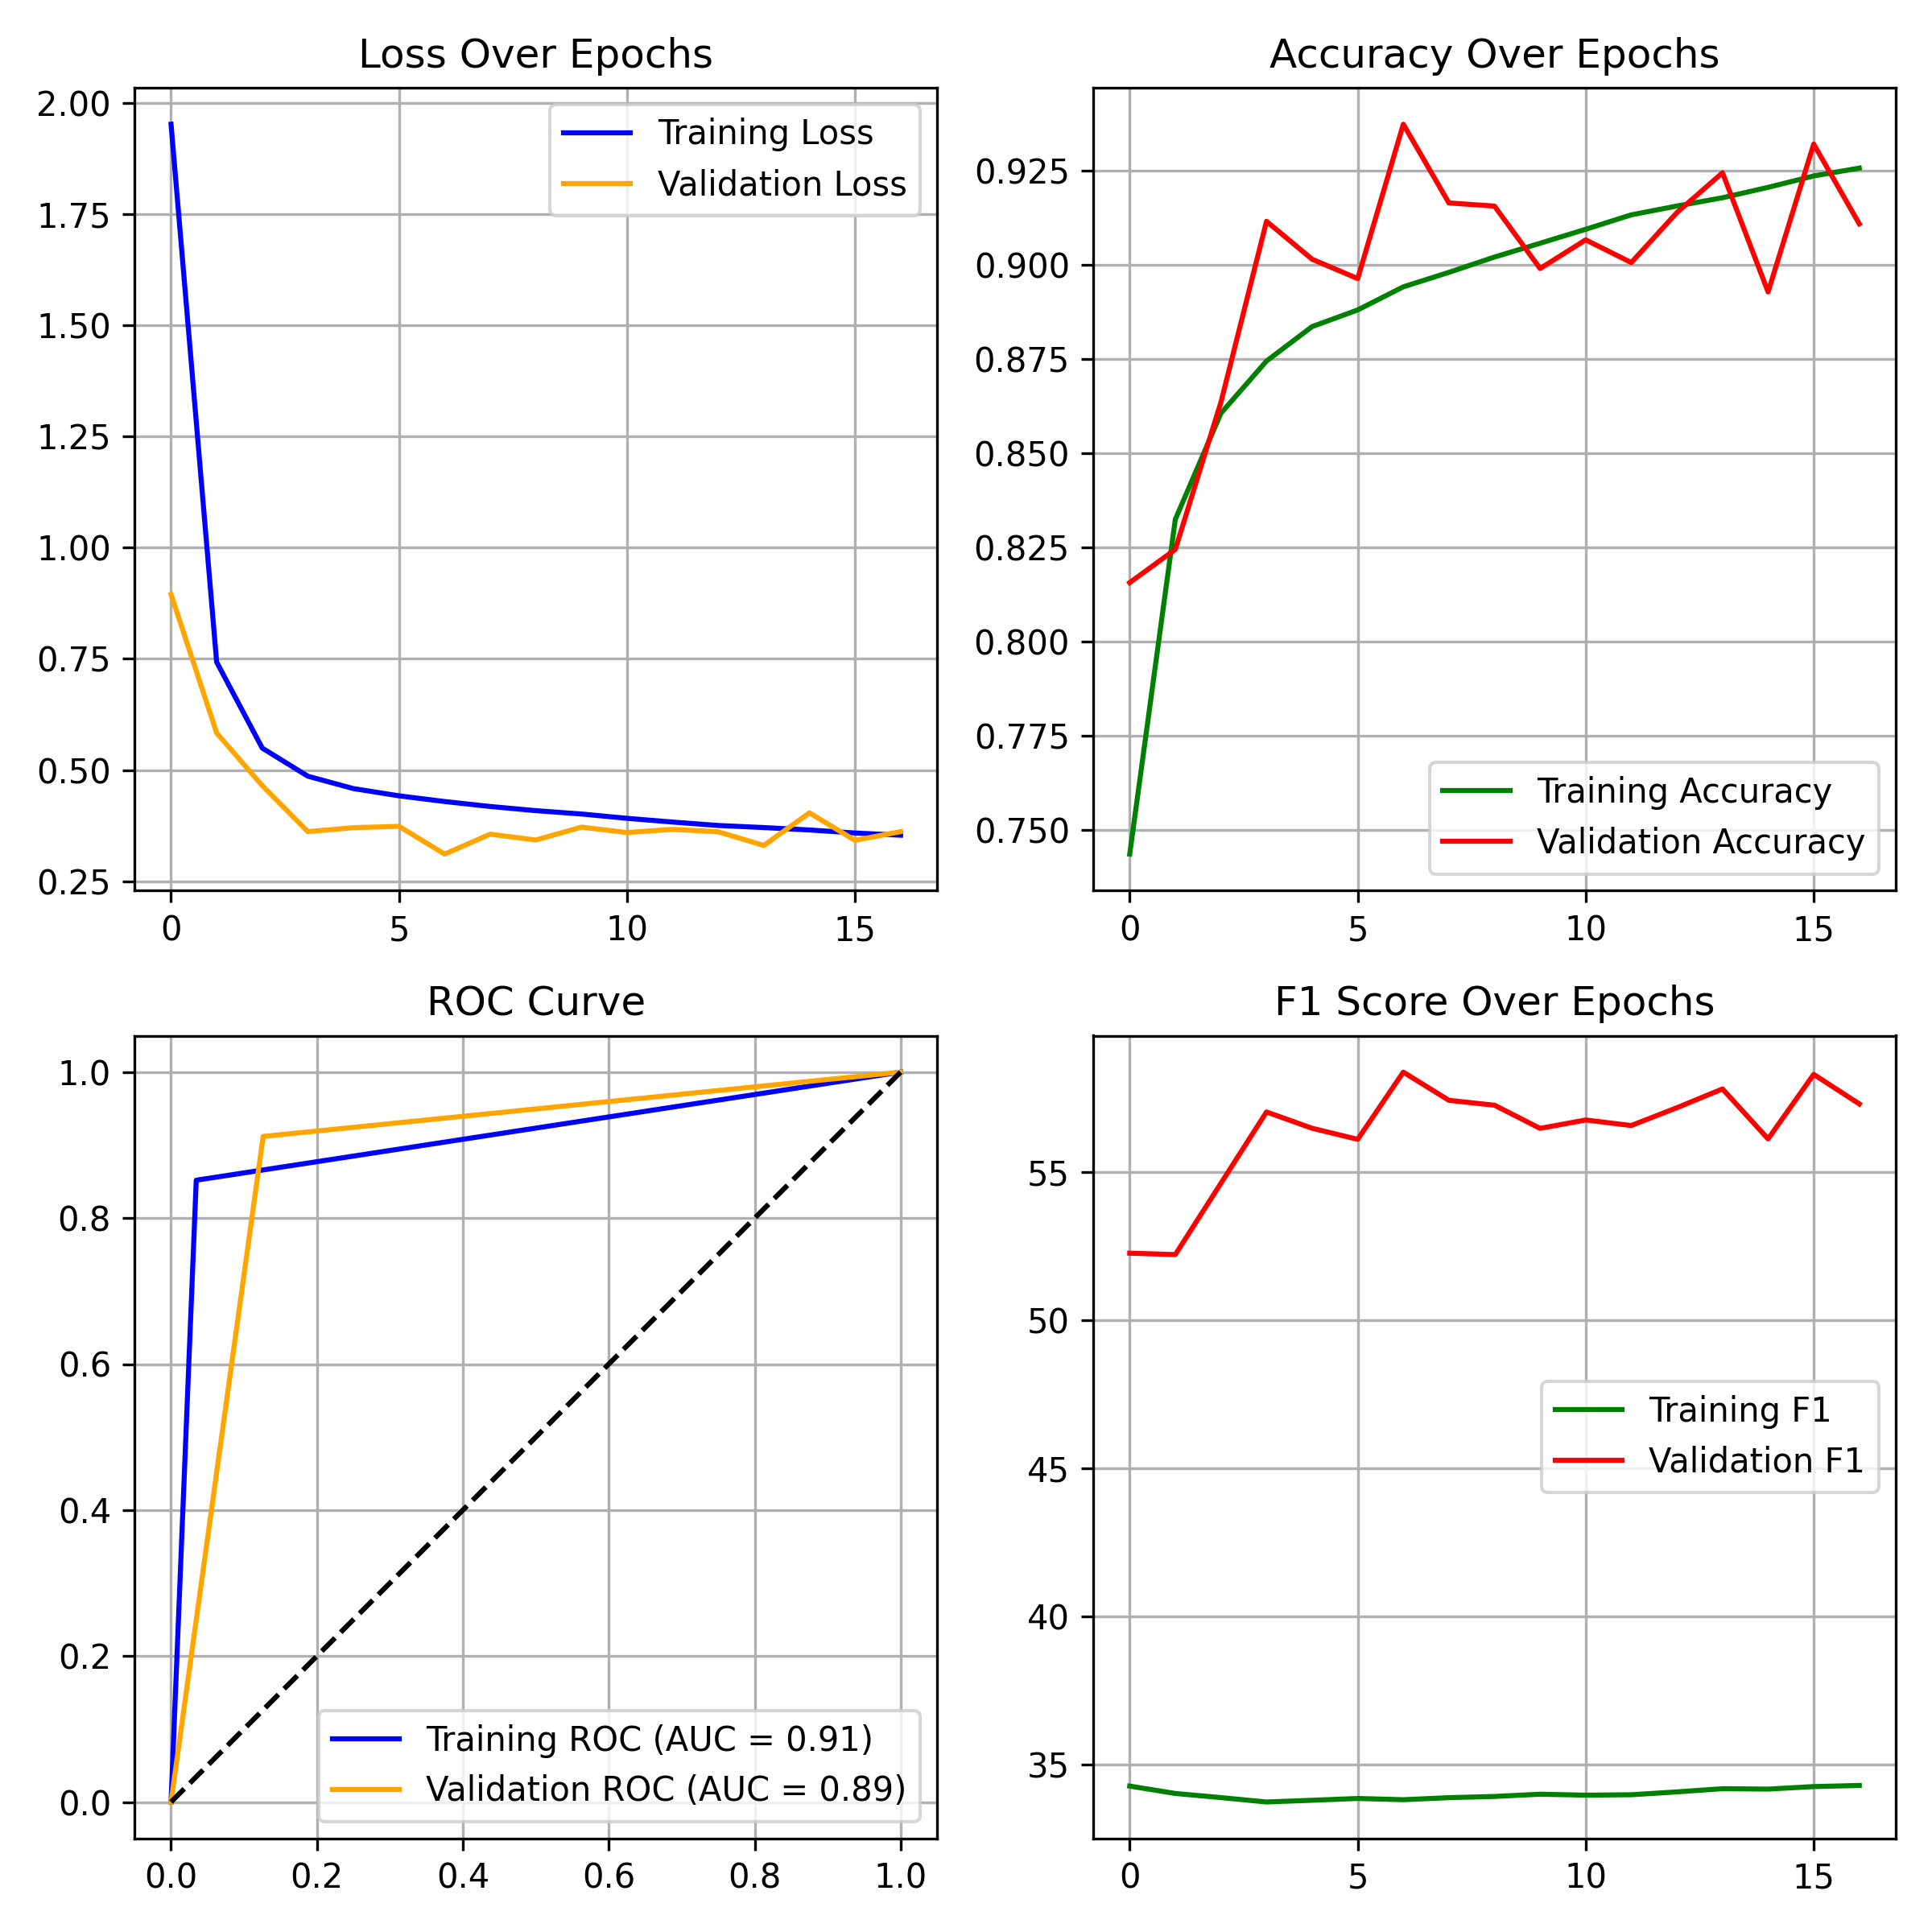 Loss Over Epochs
2.00
1.75
1.50
1.25
1.00
0.75
0.50
0.25
0 5 10 15
Training Loss
Validation Loss
Accuracy Over Epochs
0.925
0.900
0.875
0.850
0.825
0.800
0.775
0.750
0 5 10 15
Training Accuracy
Validation Accuracy
ROC Curve
1.0
0.8
0.6
0.4
0.2
0.0
0.0 0.2 0.4 0.6 0.8 1.0
Training ROC (AUC = 0.91)
Validation ROC (AUC = 0.89)
F1 Score Over Epochs
55
50
45
40
35
0 5 10 15
Training F1
Validation F1